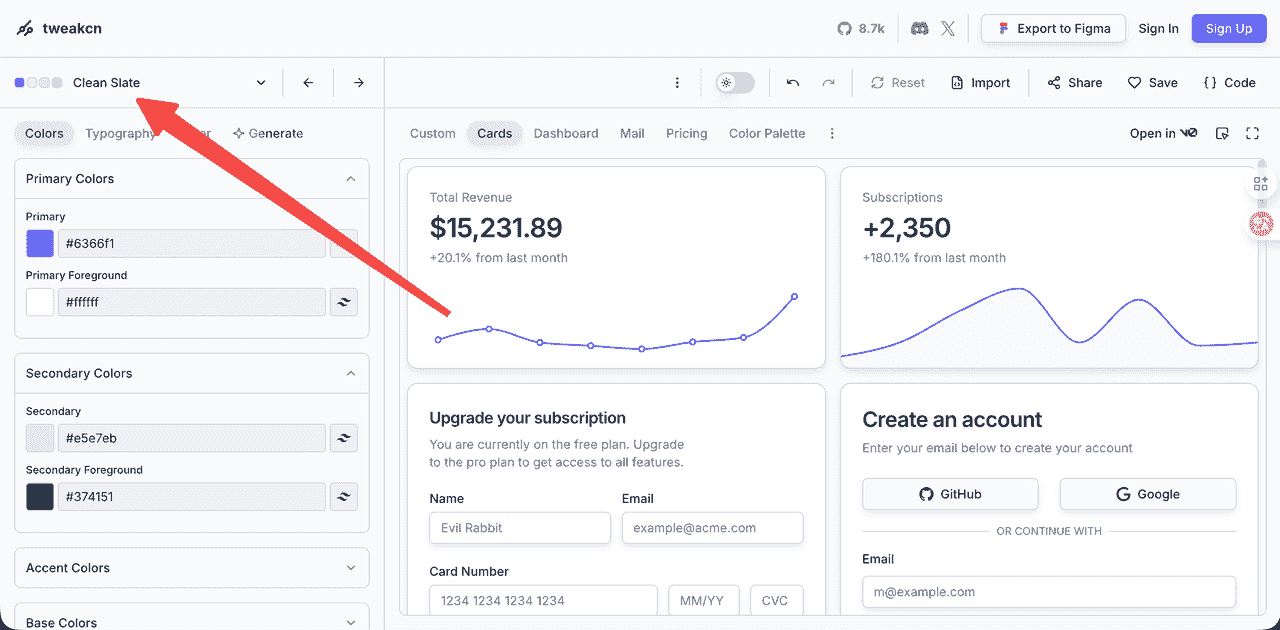 tweakcn
8.7k
Export to Figma
Sign In
Sign Up
Clean Slate
Reset
Import
Share
Save
{ } Code
Colors
Typography
Generate
Custom
Cards
Dashboard
Mail
Pricing
Color Palette
Open in v0
Primary Colors
Primary
#6366f1
Primary Foreground
#ffffff
Secondary Colors
Secondary
#e5e7eb
Secondary Foreground
#374151
Accent Colors
Base Colors
Total Revenue
$15,231.89
+20.1% from last month
Subscriptions
+2,350
+180.1% from last month
Upgrade your subscription
You are currently on the free plan. Upgrade
to the pro plan to get access to all features.
Name
Email
Evil Rabbit
example@acme.com
Card Number
1234 1234 1234 1234
MM/YY
CVC
Create an account
Enter your email below to create your account
GitHub
Google
OR CONTINUE WITH
Email
m@example.com